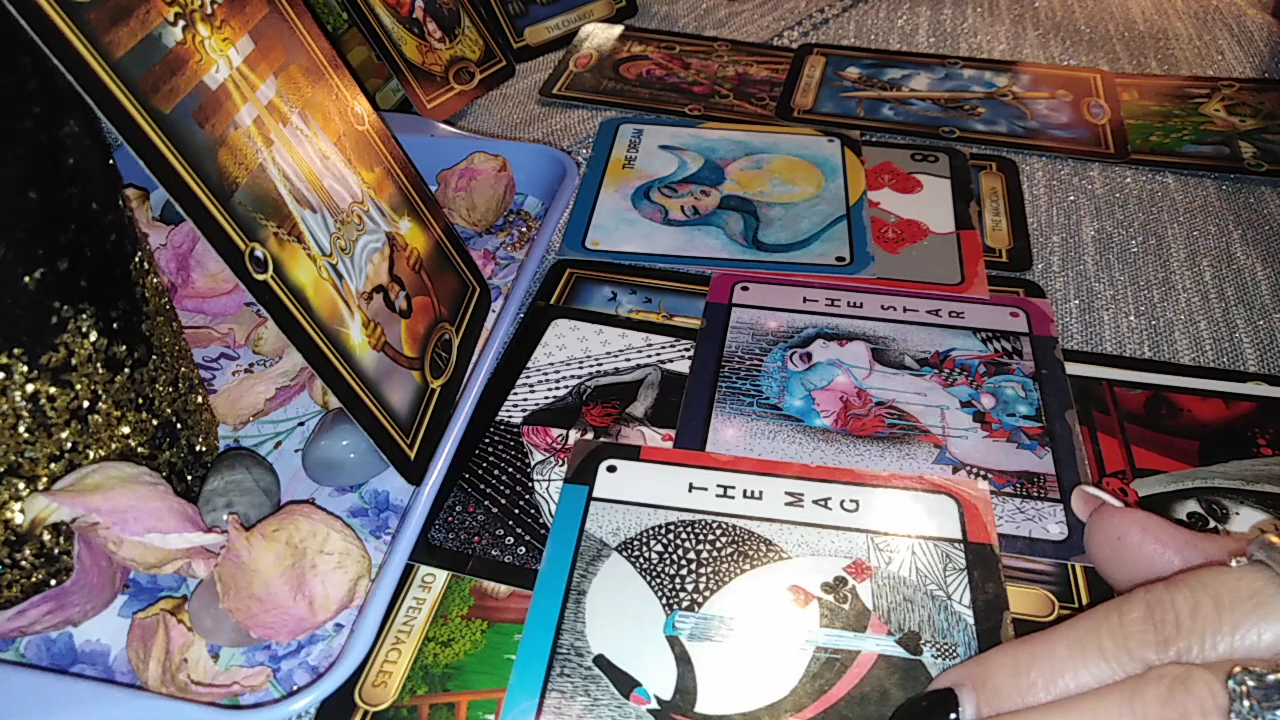 THE CHARIOT
THE DREAM
8
THE MAGICIAN
THE STAR
THE MAG
OF PENTACLES